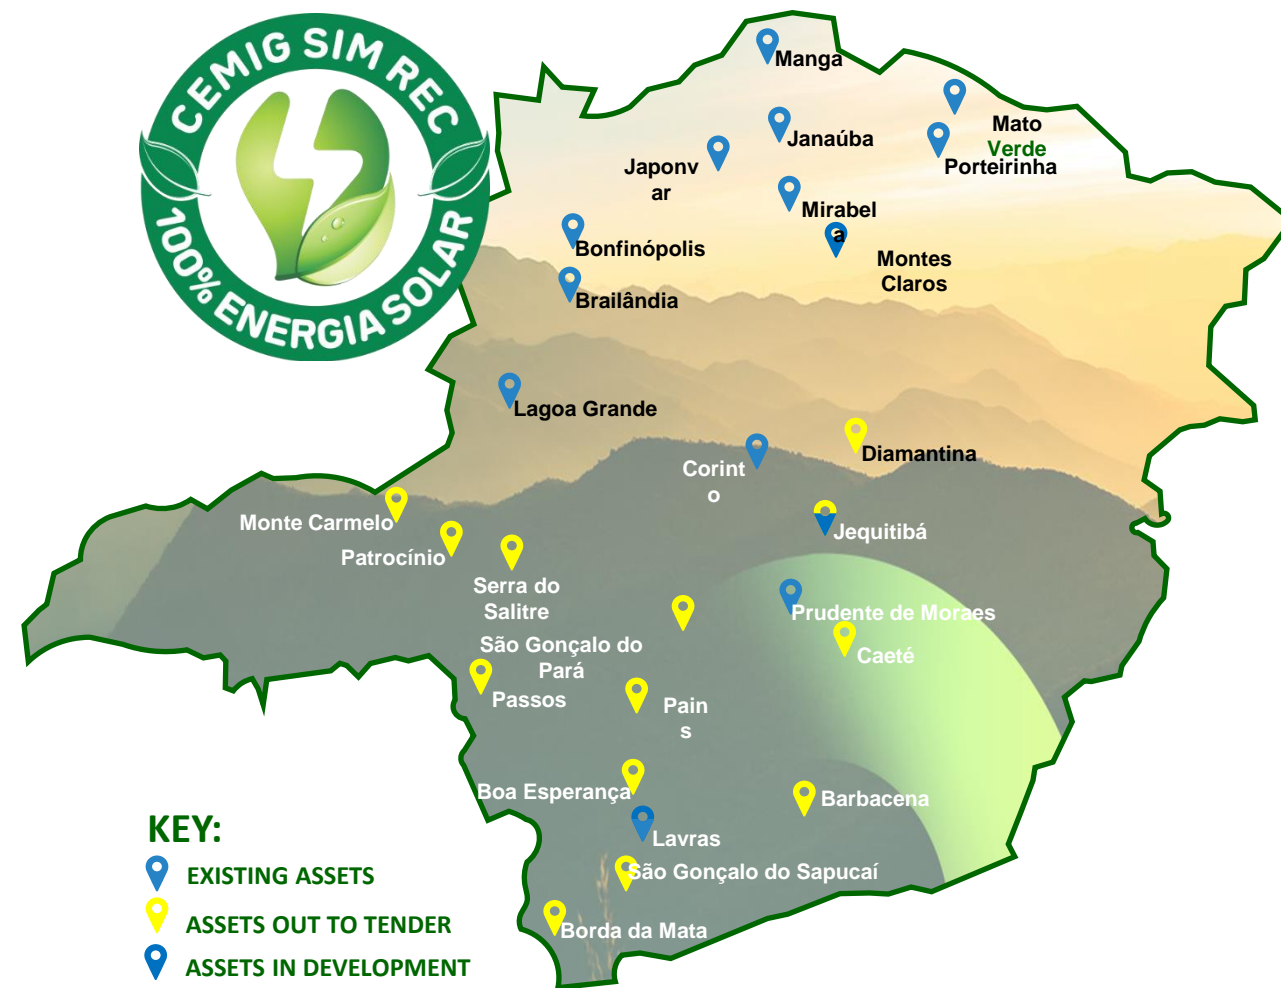 CEMIG SIM REC
100% ENERGIA SOLAR
Manga
Mato
Verde
Janaúba
Porteirinha
Japonv
ar
Mirabel
a
Bonfinópolis
Montes
Claros
Brailândia
Lagoa Grande
Diamantina
Corint
o
Monte Carmelo
Jequitibá
Patrocínio
Serra do
Salitre
Prudente de Moraes
São Gonçalo do
Pará
Caeté
Passos
Pain
s
Boa Esperança
Barbacena
Lavras
São Gonçalo do Sapucaí
Borda da Mata
KEY:
EXISTING ASSETS
ASSETS OUT TO TENDER
ASSETS IN DEVELOPMENT